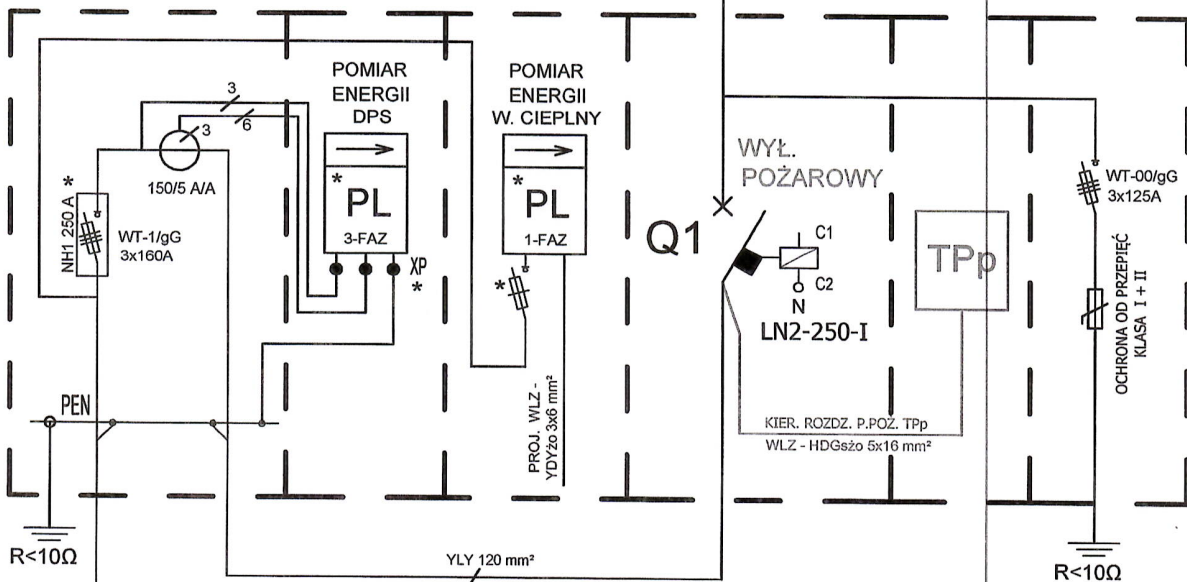 POMIAR
ENERGII
DPS
POMIAR
ENERGII
W. CIEPLNY
3
6
3
150/5 A/A
NH1 250 A *
WT-1/gG
3x160A
* PL
3-FAZ
XP
*
* PL
1-FAZ
*
WYŁ.
POŻAROWY
Q1
C1
C2
N
LN2-250-I
TPp
WT-00/gG
3x125A
OCHRONA OD PRZEPIĘĆ
KLASA I + II
PEN
PROJ. WLZ -
YDYżo 3x6 mm²
KIER. ROZDZ. P.POŻ. TPp
WLZ - HDGsżo 5x16 mm²
R<10Ω
YLY 120 mm²
R<10Ω